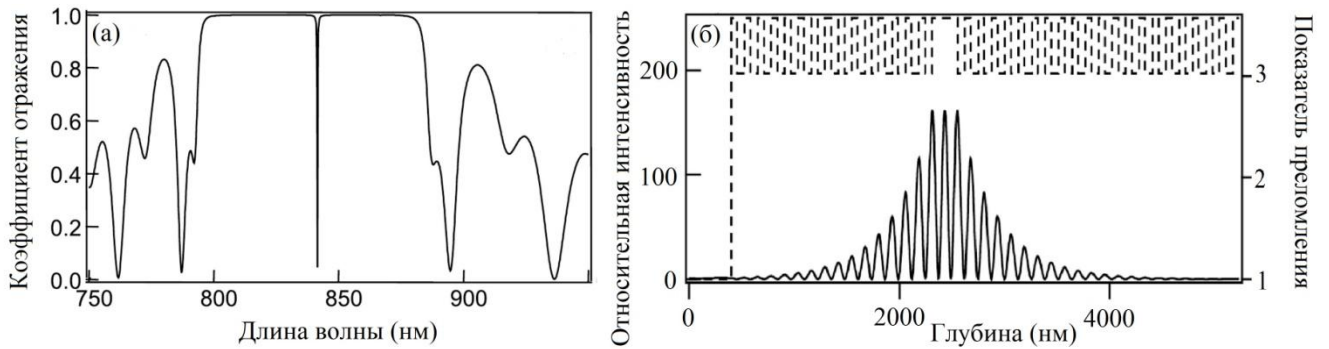 (а)
Коэффициент отражения
1.0
0.8
0.6
0.4
0.2
0.0
750
800
850
900
Длина волны (нм)
(б)
Относительная интенсивность
200
100
0
0
2000
4000
Глубина (нм)
3
2
1
Показатель преломления